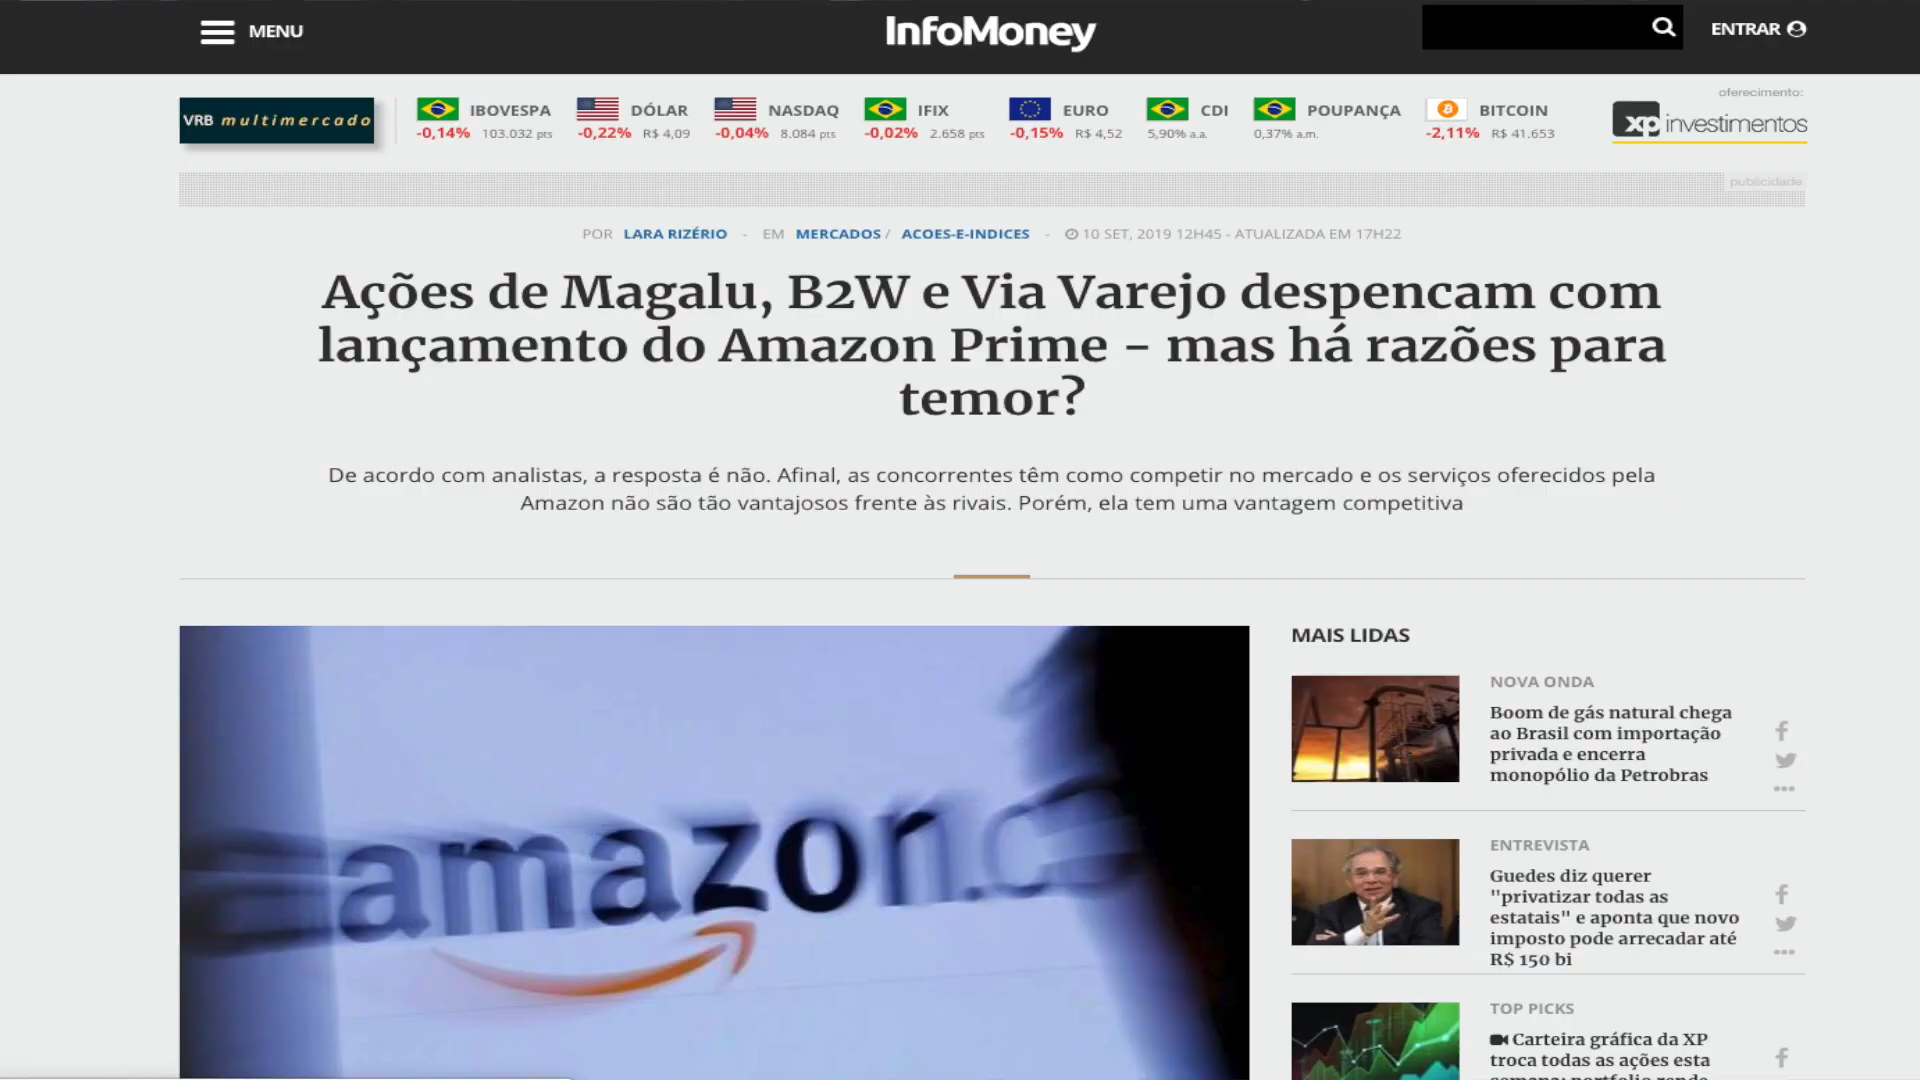 MENU
InfoMoney
ENTRAR
VRB multimercado
IBOVESPA
-0,14% 103.032 pts
DÓLAR
-0,22% R$ 4,09
NASDAQ
-0,04% 8.084 pts
IFIX
-0,02% 2.658 pts
EURO
-0,15% R$ 4,52
CDI
5,90% a.a.
POUPANÇA
0,37% a.m.
BITCOIN
-2,11% R$ 41.653
oferecimento:
xp investimentos
publicidade
POR LARA RIZÉRIO - EM MERCADOS / ACOES-E-INDICES - 10 SET, 2019 12H45 - ATUALIZADA EM 17H22
Ações de Magalu, B2W e Via Varejo despencam com
lançamento do Amazon Prime – mas há razões para
temor?
De acordo com analistas, a resposta é não. Afinal, as concorrentes têm como competir no mercado e os serviços oferecidos pela
Amazon não são tão vantajosos frente às rivais. Porém, ela tem uma vantagem competitiva
amazon.c
MAIS LIDAS
NOVA ONDA
Boom de gás natural chega
ao Brasil com importação
privada e encerra
monopólio da Petrobras
ENTREVISTA
Guedes diz querer
"privatizar todas as
estatais" e aponta que novo
imposto pode arrecadar até
R$ 150 bi
TOP PICKS
Carteira gráfica da XP
troca todas as ações esta